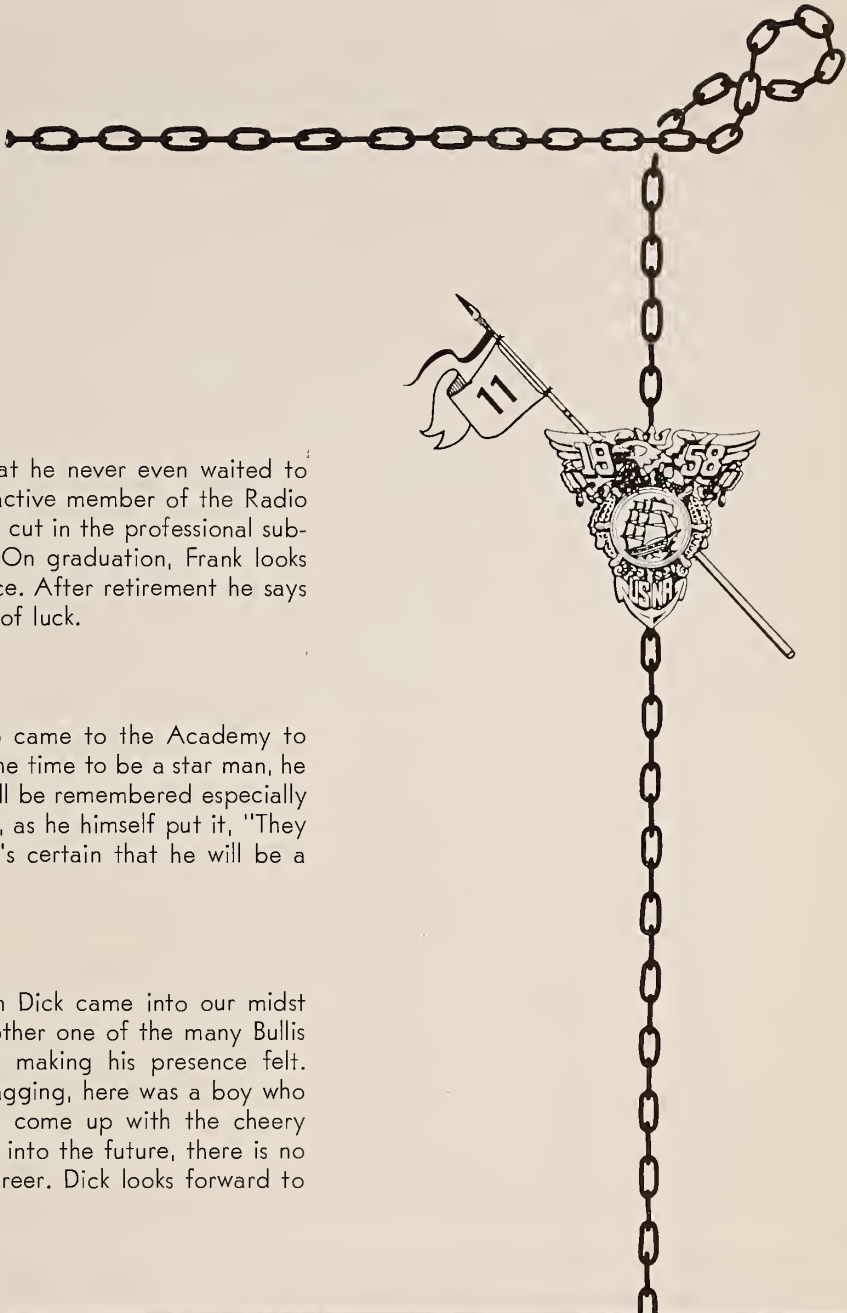 11
19 58
USNA
at he never even waited to
active member of the Radio
cut in the professional sub-
On graduation, Frank looks
ce. After retirement he says
of luck.
came to the Academy to
he time to be a star man, he
ll be remembered especially
, as he himself put it, "They
's certain that he will be a
n Dick came into our midst
other one of the many Bullis
making his presence felt.
agging, here was a boy who
come up with the cheery
into the future, there is no
reer. Dick looks forward to